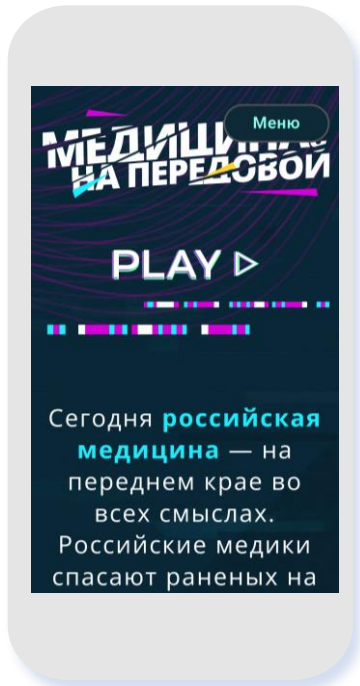 Меню
МЕДИЦИНА
НА ПЕРЕДОВОЙ
PLAY
Сегодня российская
медицина — на
переднем крае во
всех смыслах.
Российские медики
спасают раненых на